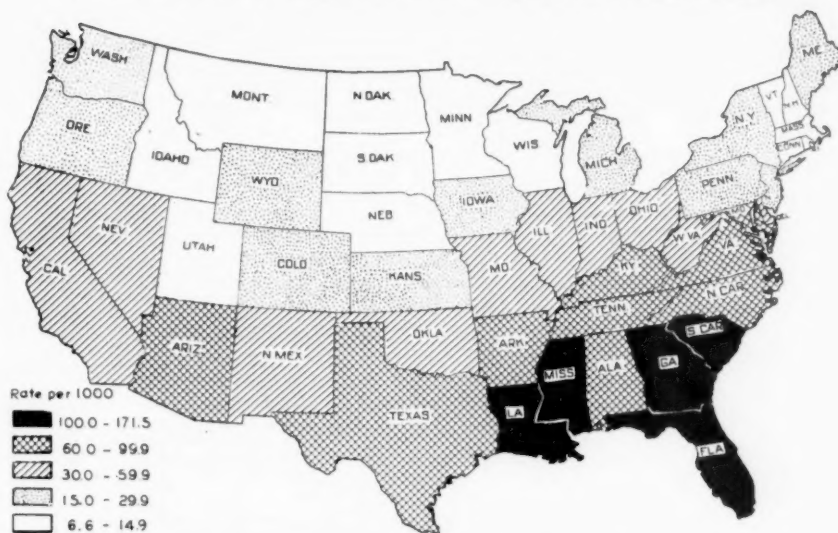 WASH
MONT.
N.DAK.
MINN
ME
VT.
N.H.
ORE
IDAHO
S.DAK
WIS
MICH
N.Y.
MASS
CONN
WYO
IOWA
PENN.
NEB
NEV.
UTAH
COLO
ILL
IND
OHIO
W.VA
VA.
CAL
KANS
MO
KY.
N CAR
TENN
ARIZ
N MEX
OKLA
ARK
S CAR
MISS
ALA
GA
TEXAS
LA
FLA
Rate per 1000
100.0 - 171.5
60.0 - 99.9
30.0 - 59.9
15.0 - 29.9
6.6 - 14.9